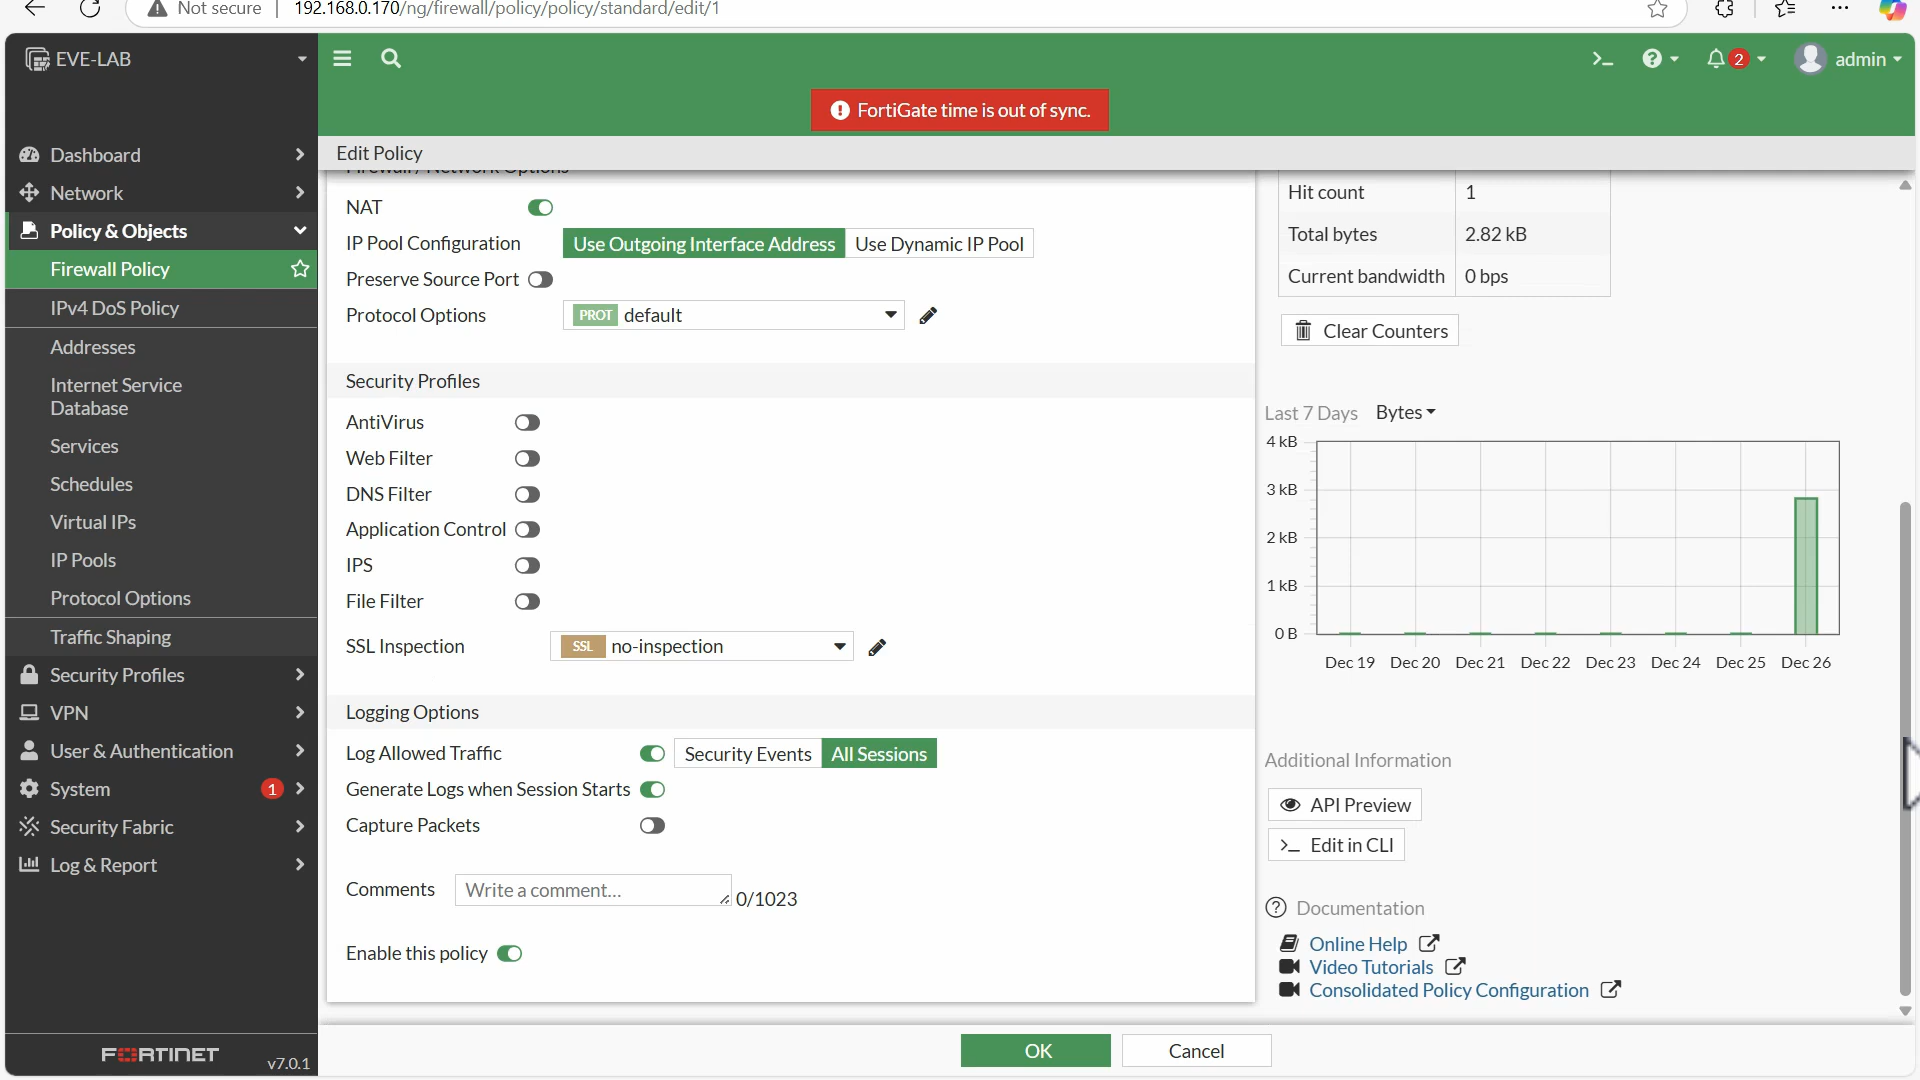 Not secure
192.168.0.170/ng/firewall/policy/policy/standard/edit/1
EVE-LAB
2
admin
FortiGate time is out of sync.
Edit Policy
Dashboard
Network
Policy & Objects
Firewall Policy
IPv4 DoS Policy
Addresses
Internet Service
Database
Services
Schedules
Virtual IPs
IP Pools
Protocol Options
Traffic Shaping
Security Profiles
VPN
User & Authentication
System 1
Security Fabric
Log & Report
FORTINET v7.0.1
Firewall / Network Options
NAT
IP Pool Configuration Use Outgoing Interface Address Use Dynamic IP Pool
Preserve Source Port
Protocol Options PROT default
Security Profiles
AntiVirus
Web Filter
DNS Filter
Application Control
IPS
File Filter
SSL Inspection SSL no-inspection
Logging Options
Log Allowed Traffic Security Events All Sessions
Generate Logs when Session Starts
Capture Packets
Comments Write a comment... 0/1023
Enable this policy
Hit count 1
Total bytes 2.82 kB
Current bandwidth 0 bps
Clear Counters
Last 7 Days Bytes
4 kB
3 kB
2 kB
1 kB
0 B
Dec 19 Dec 20 Dec 21 Dec 22 Dec 23 Dec 24 Dec 25 Dec 26
Additional Information
API Preview
>_ Edit in CLI
Documentation
Online Help
Video Tutorials
Consolidated Policy Configuration
OK Cancel